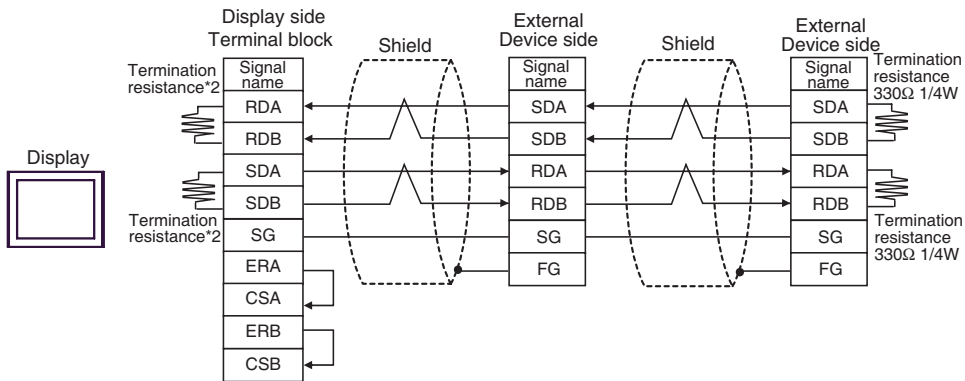 Display side
Terminal block
Shield
External
Device side
Shield
External
Device side
Termination
resistance*2
Signal
name
Signal
name
Signal
name
Termination
resistance
330Ω 1/4W
RDA
SDA
SDA
RDB
SDB
SDB
Display
SDA
RDA
RDA
SDB
RDB
RDB
Termination
resistance*2
SG
SG
SG
Termination
resistance
330Ω 1/4W
ERA
FG
FG
CSA
ERB
CSB